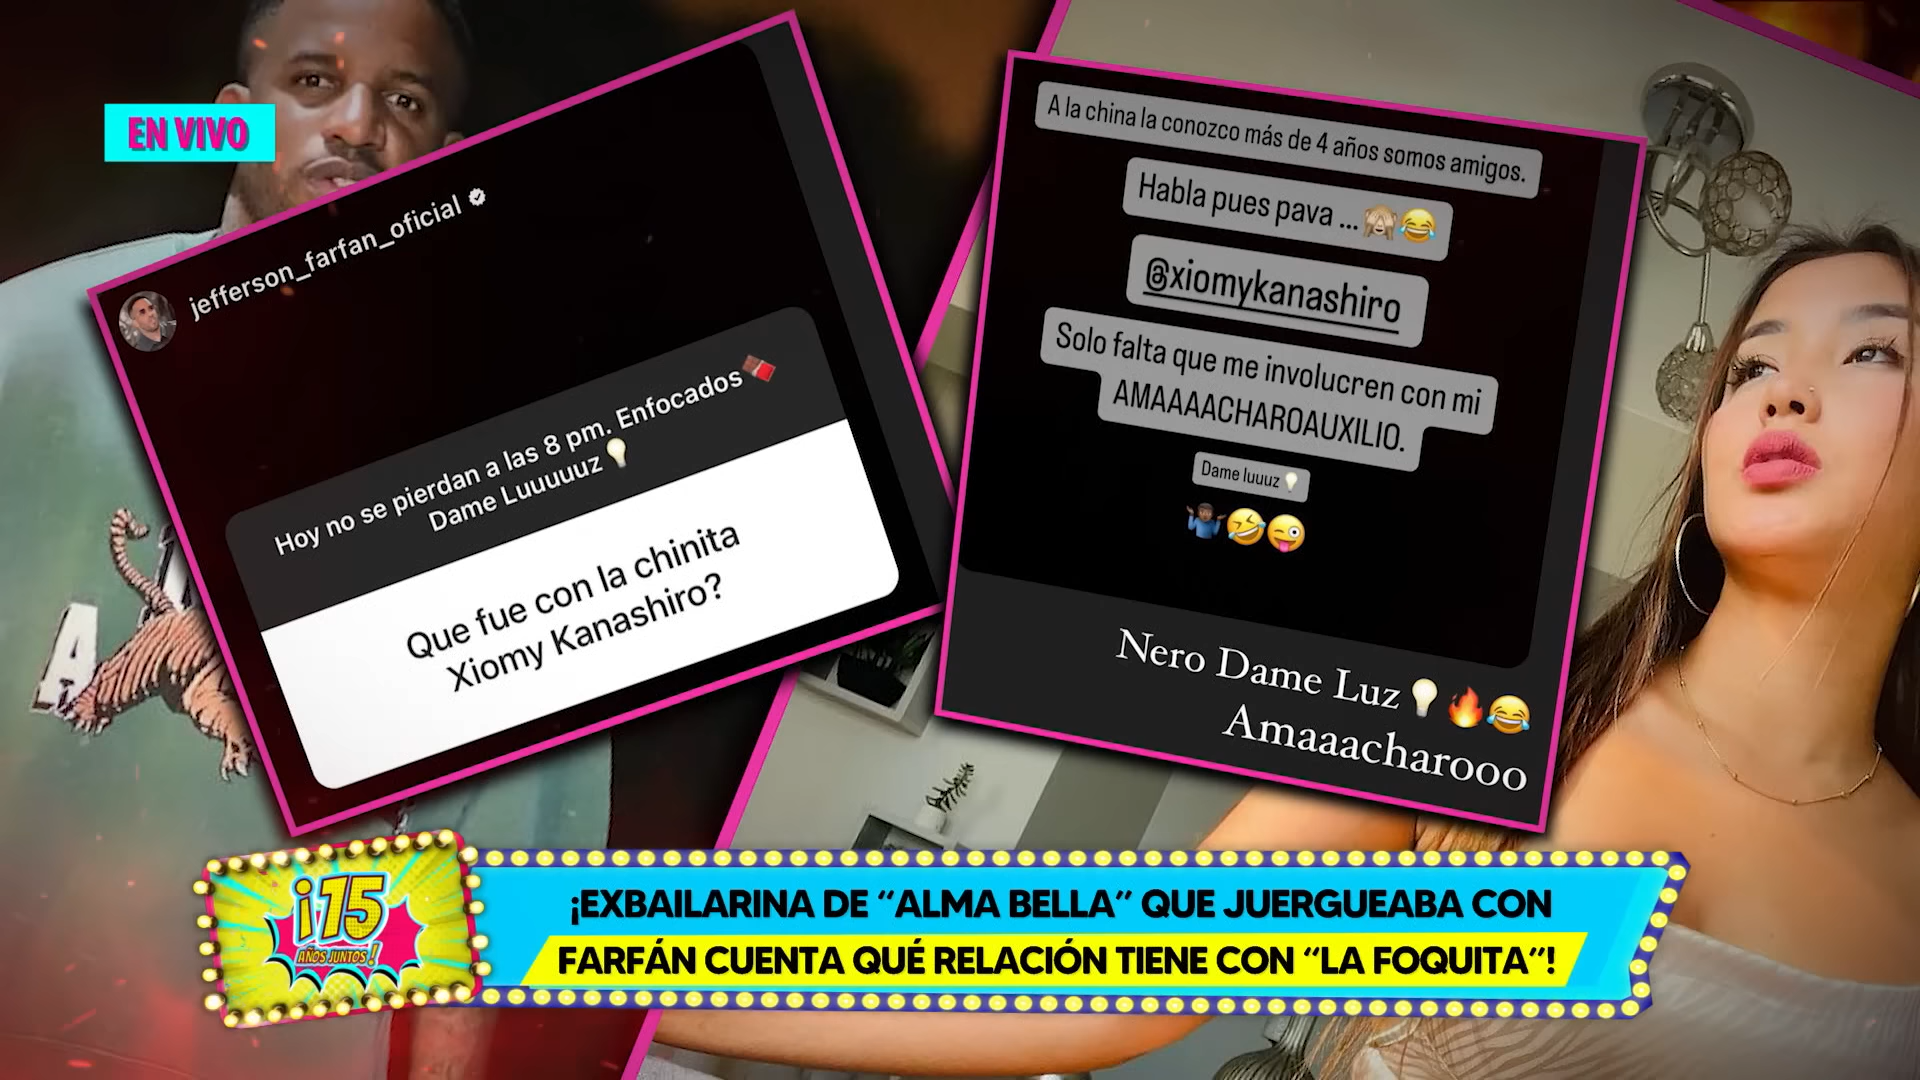 EN VIVO
jefferson_farfan_oficial
Hoy no se pierdan a las 8 pm. Enfocados🍫
Dame Luuuuuz💡
Que fue con la chinita
Xiomy Kanashiro?
A la china la conozco más de 4 años somos amigos.
Habla pues pava ...🙈😂
@xiomykanashiro
Solo falta que me involucren con mi
AMAAAACHAROAUXILIO.
Dame luuuz💡
🤷🏿‍♂️🤣😜
Nero Dame Luz💡🔥😂
Amaaacharooo
¡15
AÑOS JUNTOS!
¡EXBAILARINA DE “ALMA BELLA” QUE JUERGUEABA CON
FARFÁN CUENTA QUÉ RELACIÓN TIENE CON “LA FOQUITA”!